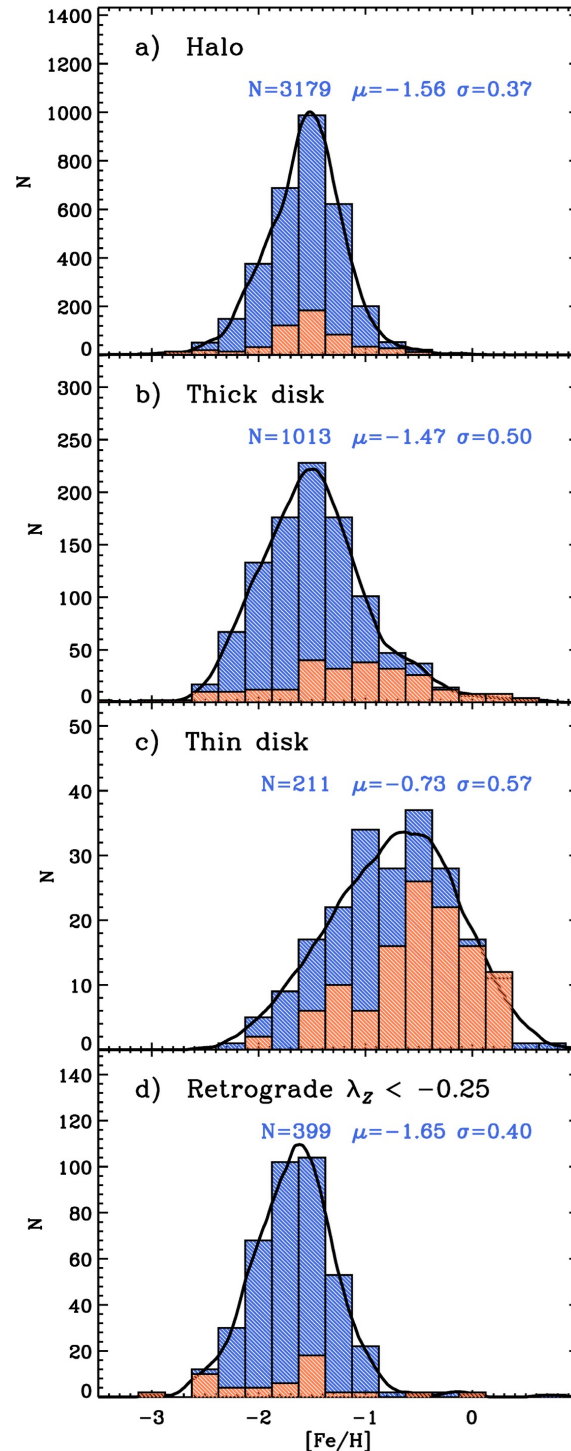 1400
a) Halo
1200
N=3179 μ=−1.56 σ=0.37
1000
800
N
600
400
200
0
300
b) Thick disk
250
N=1013 μ=−1.47 σ=0.50
200
N
150
100
50
0
50
c) Thin disk
40
N=211 μ=−0.73 σ=0.57
30
N
20
10
0
140
d) Retrograde λz < −0.25
120
N=399 μ=−1.65 σ=0.40
100
80
N
60
40
20
0
−3 −2 −1 0
[Fe/H]